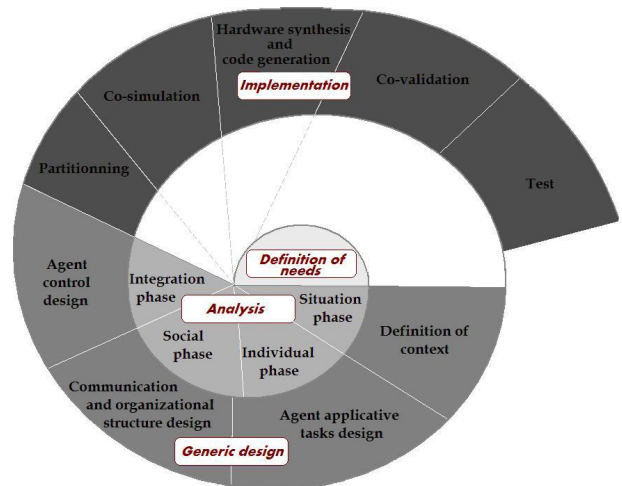 Hardware synthesis
and
code generation
Implementation
Co-simulation
Co-validation
Partitionning
Test
Definition of
needs
Agent
control
design
Integration
phase
Analysis
Situation
phase
Social
phase
Individual
phase
Definition of
context
Communication
and organizational
structure design
Agent applicative
tasks design
Generic design